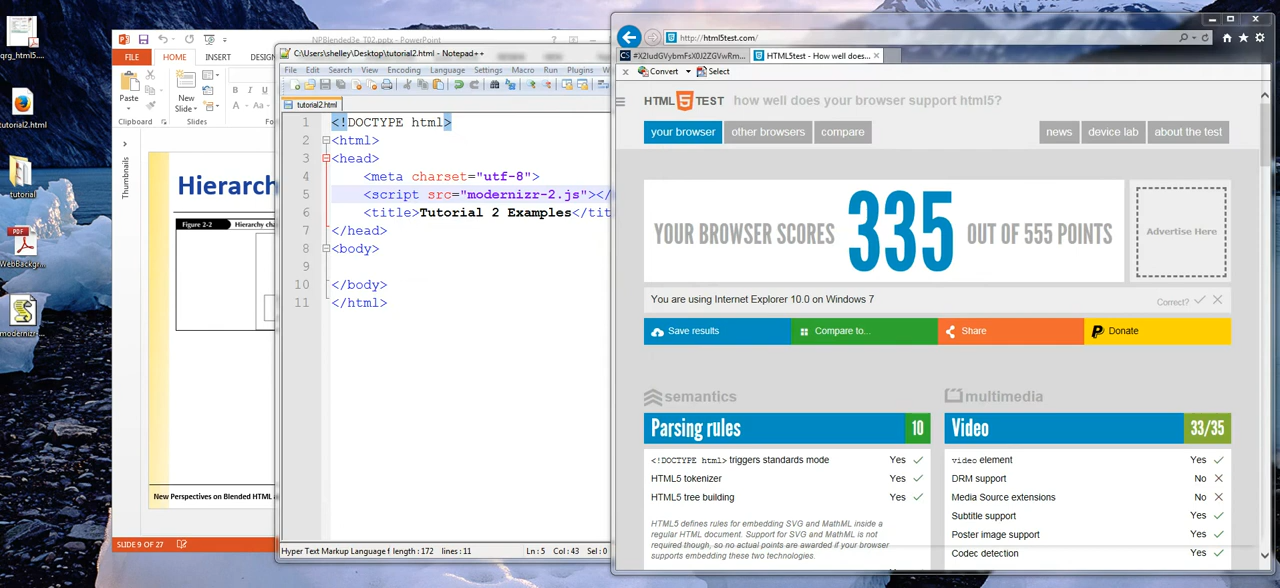 qrg_html5....
tutorial2.html
tutorial
PDF
WebBackgr...
modernizr-...
NPBlended3e_T02.pptx - PowerPoint
FILE HOME INSERT DESIGN
Paste
New
Slide
B I U
Clipboard
Slides
Thumbnails
Hierarch
Figure 2-2 Hierarchy cha
New Perspectives on Blended HTML
SLIDE 9 OF 27
C:\Users\shelley\Desktop\tutorial2.html - Notepad++
File Edit Search View Encoding Language Settings Macro Run Plugins
tutorial2.html
1 <!DOCTYPE html>
2 <html>
3 <head>
4 <meta charset="utf-8">
5 <script src="modernizr-2.js"></
6 <title>Tutorial 2 Examples</tit
7 </head>
8 <body>
9
10 </body>
11 </html>
Hyper Text Markup Language f length : 172 lines : 11 Ln : 5 Col : 43 Sel : 0
http://html5test.com/
#X2IudGVybmFsX0J2ZGVwRm...
HTML5test - How well does...
Convert Select
HTML 5 TEST how well does your browser support html5?
your browser other browsers compare news device lab about the test
YOUR BROWSER SCORES 335 OUT OF 555 POINTS
Advertise Here
You are using Internet Explorer 10.0 on Windows 7
Correct?
Save results Compare to... Share Donate
semantics
Parsing rules 10
<!DOCTYPE html> triggers standards mode Yes ✓
HTML5 tokenizer Yes ✓
HTML5 tree building Yes ✓
HTML5 defines rules for embedding SVG and MathML inside a
regular HTML document. Support for SVG and MathML is not
required though, so no actual points are awarded if your browser
supports embedding these two technologies.
multimedia
Video 33/35
video element Yes ✓
DRM support No ✕
Media Source extensions No ✕
Subtitle support Yes ✓
Poster image support Yes ✓
Codec detection Yes ✓